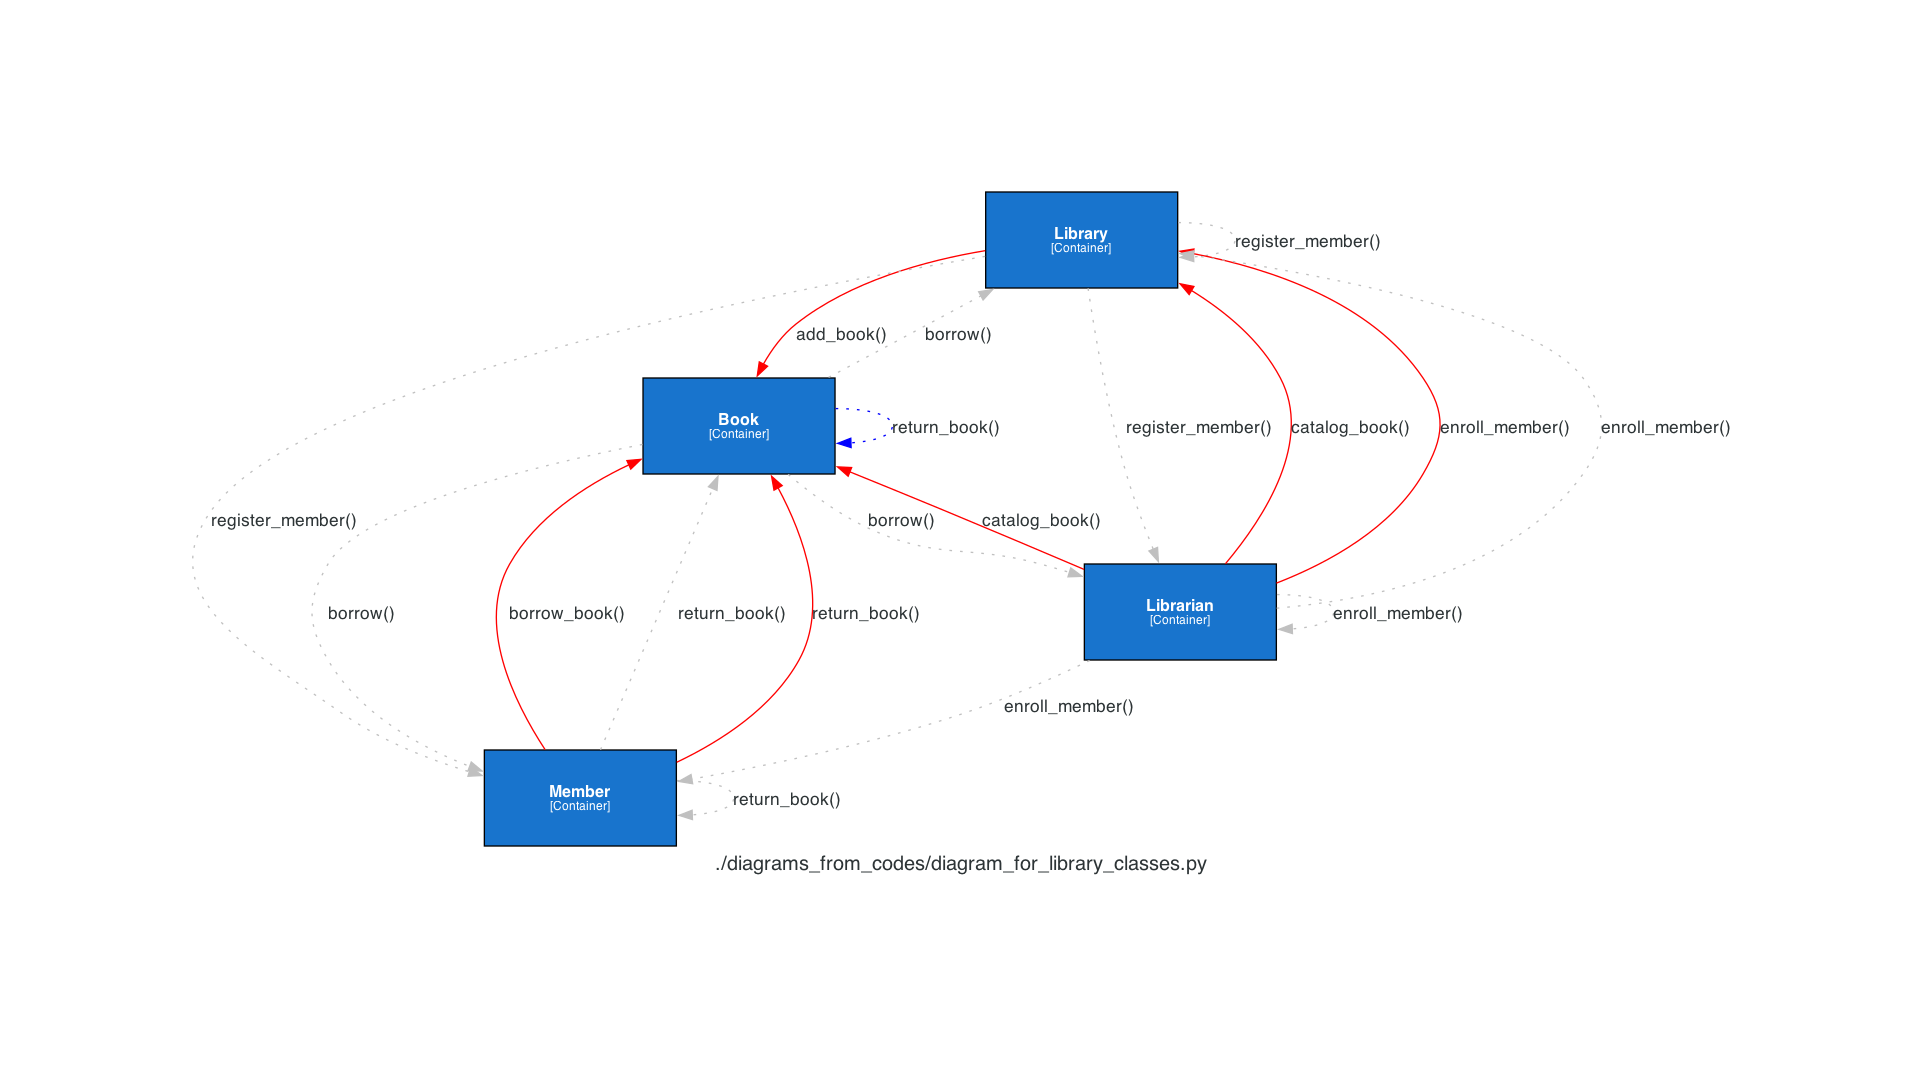 Library
[Container]
register_member()
add_book()
borrow()
Book
[Container]
return_book()
register_member()
catalog_book()
enroll_member()
enroll_member()
register_member()
borrow()
catalog_book()
Librarian
[Container]
borrow()
borrow_book()
return_book()
return_book()
enroll_member()
enroll_member()
Member
[Container]
return_book()
./diagrams_from_codes/diagram_for_library_classes.py